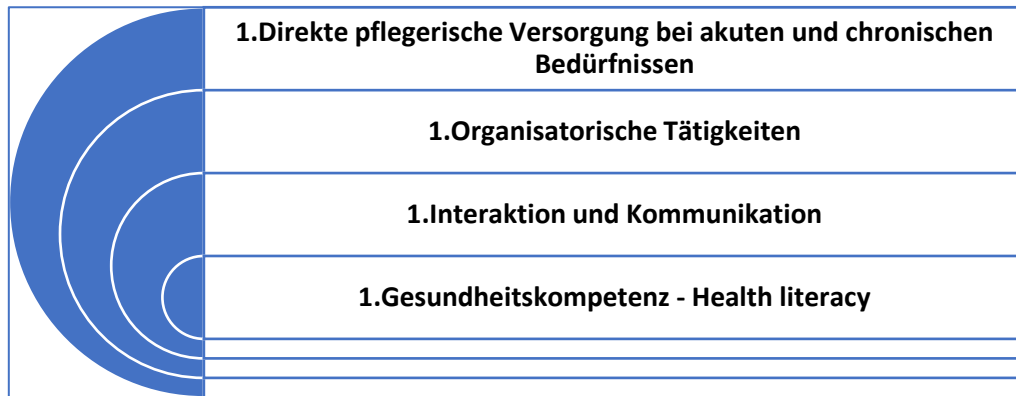 1.Direkte pflegerische Versorgung bei akuten und chronischen
Bedürfnissen
1.Organisatorische Tätigkeiten
1.Interaktion und Kommunikation
1.Gesundheitskompetenz - Health literacy